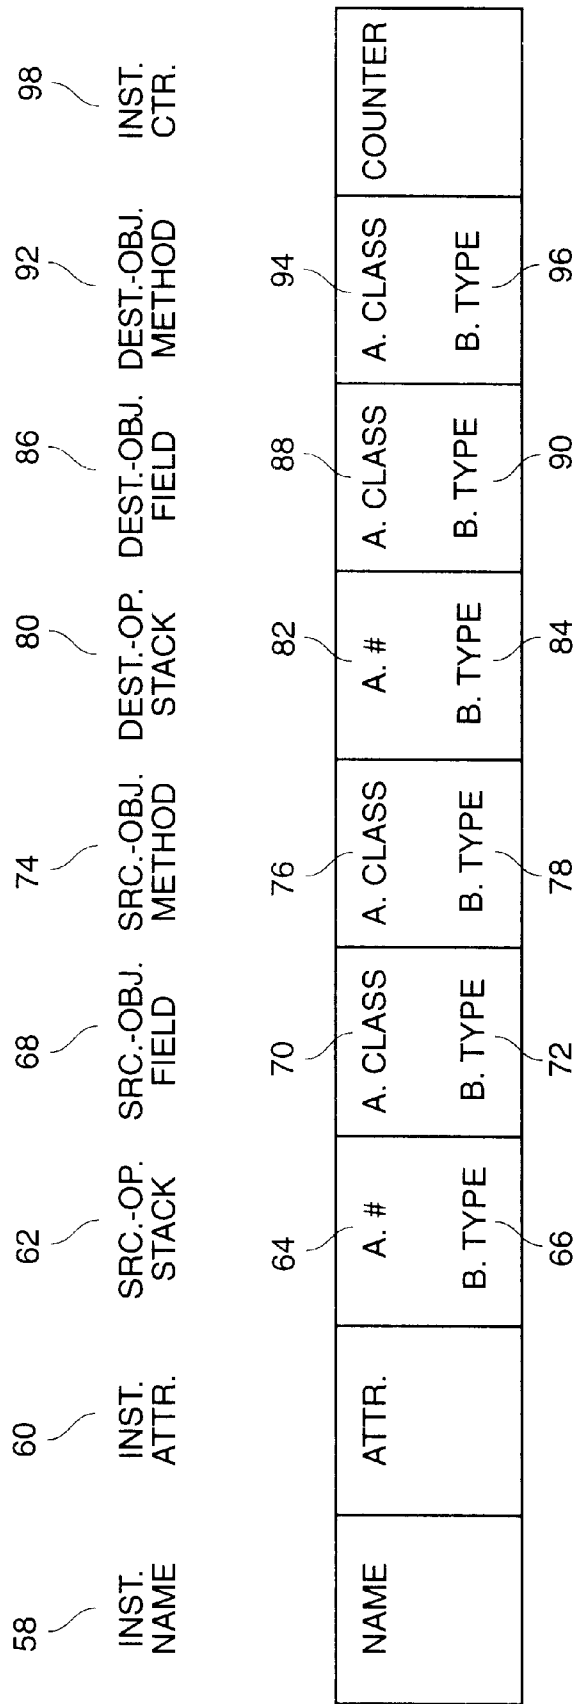 58 60 62 68 74 80 86 92 98
INST. NAME
INST. ATTR.
SRC.-OP. STACK
SRC.-OBJ. FIELD
SRC.-OBJ. METHOD
DEST.-OP. STACK
DEST.-OBJ. FIELD
DEST.-OBJ. METHOD
INST. CTR.
64 70 76 82 88 94
NAME ATTR. A. # A. CLASS A. CLASS A. # A. CLASS A. CLASS COUNTER
B. TYPE B. TYPE B. TYPE B. TYPE B. TYPE B. TYPE
66 72 78 84 90 96